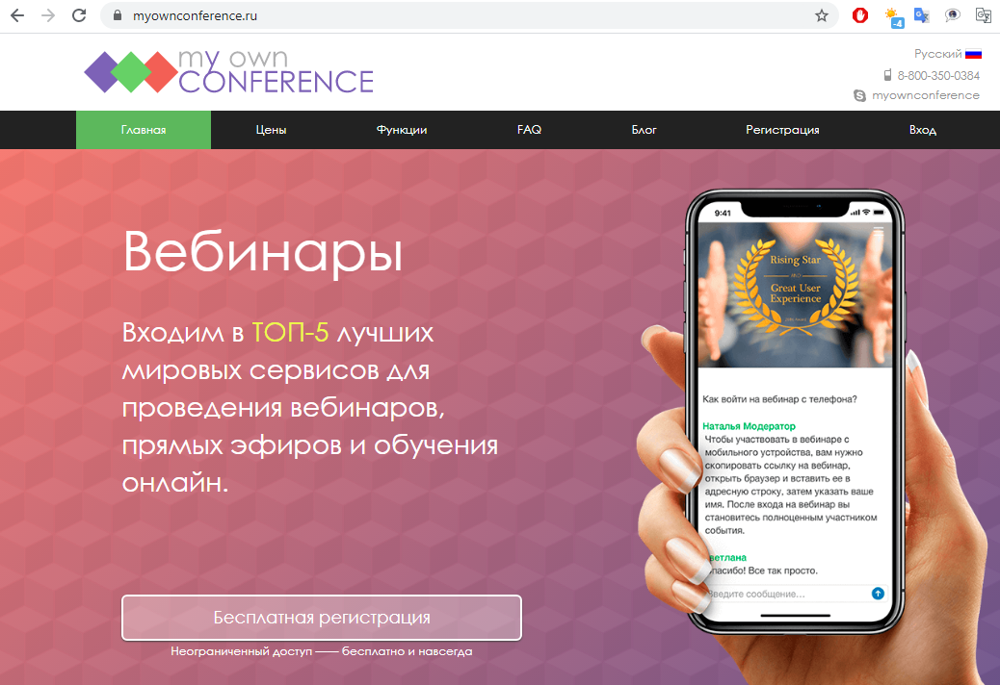 myownconference.ru
-4
my own
CONFERENCE
Русский
8-800-350-0384
myownconference
Главная
Цены
Функции
FAQ
Блог
Регистрация
Вход
Вебинары
Входим в ТОП-5 лучших
мировых сервисов для
проведения вебинаров,
прямых эфиров и обучения
онлайн.
Бесплатная регистрация
Неограниченный доступ —— бесплатно и навсегда
9:41
Rising Star
Great User
Experience
Как войти на вебинар с телефона?
Наталья Модератор
Чтобы участвовать в вебинаре с
мобильного устройства, вам нужно
скопировать ссылку на вебинар,
открыть браузер и вставить ее в
адресную строку, затем указать ваше
имя. После входа на вебинар вы
становитесь полноценным участником
события.
ветлана
пасибо! Все так просто.
Введите сообщение...